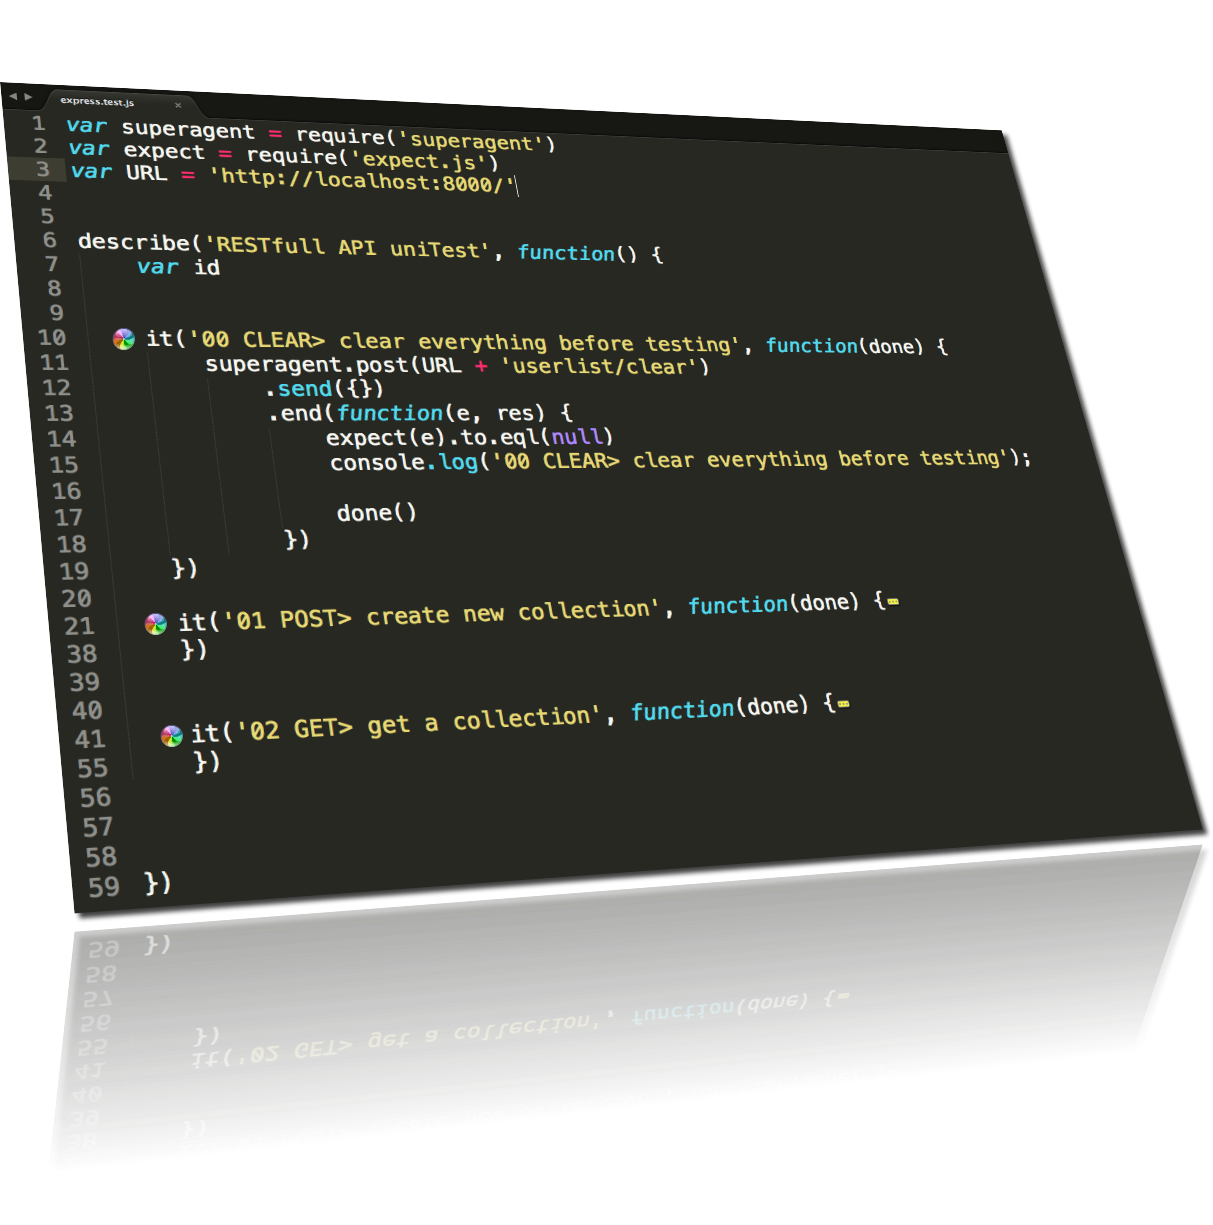 express.test.js
1 var superagent = require('superagent')
2 var expect = require('expect.js')
3 var URL = 'http://localhost:8000/'
4
5
6 describe('RESTfull API uniTest', function() {
7 var id
8
9
10 it('00 CLEAR> clear everything before testing', function(done) {
11 superagent.post(URL + 'userlist/clear')
12 .send({})
13 .end(function(e, res) {
14 expect(e).to.eql(null)
15 console.log('00 CLEAR> clear everything before testing');
16
17 done()
18 })
19 })
20
21 it('01 POST> create new collection', function(done) {
38 })
39
40
41 it('02 GET> get a collection', function(done) {
55 })
56
57
58
59 })